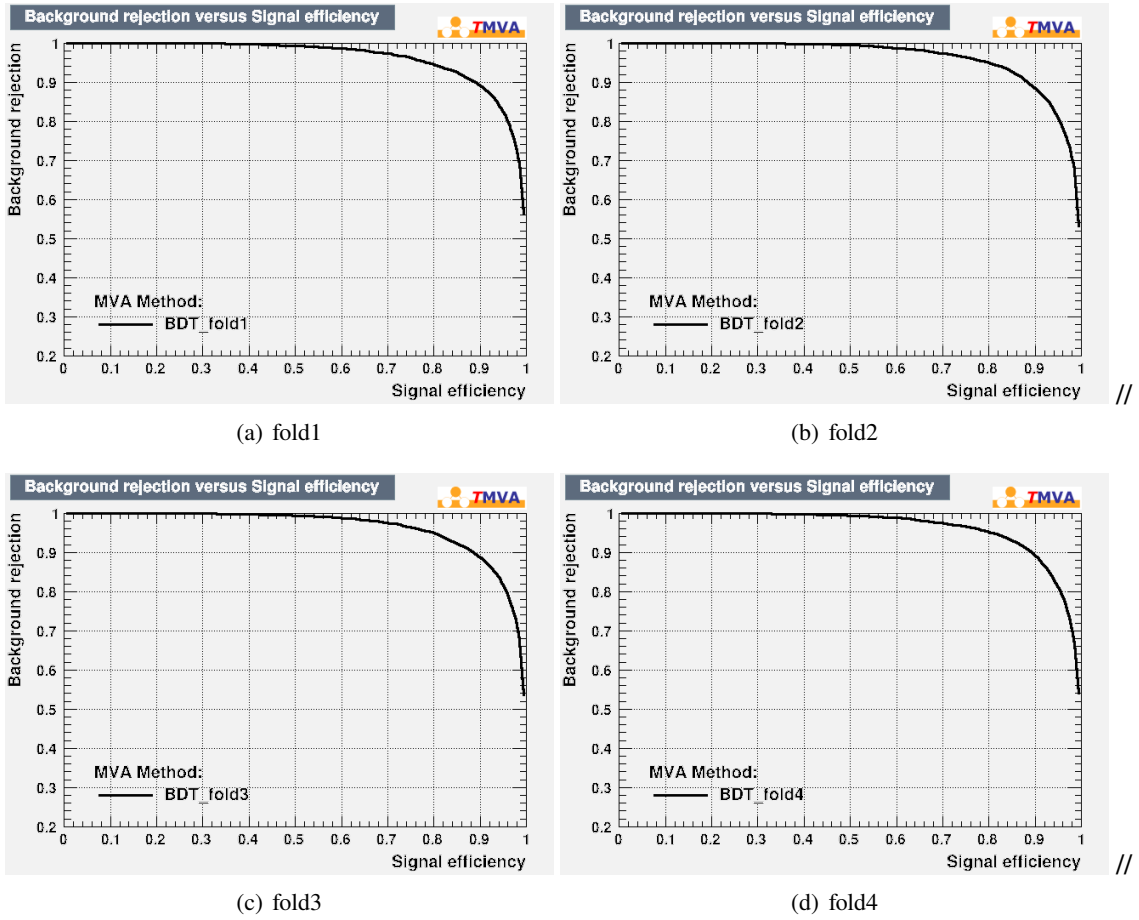 Background rejection versus Signal efficiency
TMVA
Background rejection
1
0.9
0.8
0.7
0.6
0.5
0.4
0.3
0.2
MVA Method:
BDT_fold1
0 0.1 0.2 0.3 0.4 0.5 0.6 0.7 0.8 0.9 1
Signal efficiency
(a) fold1
Background rejection versus Signal efficiency
TMVA
Background rejection
1
0.9
0.8
0.7
0.6
0.5
0.4
0.3
0.2
MVA Method:
BDT_fold2
0 0.1 0.2 0.3 0.4 0.5 0.6 0.7 0.8 0.9 1
Signal efficiency
//
(b) fold2
Background rejection versus Signal efficiency
TMVA
Background rejection
1
0.9
0.8
0.7
0.6
0.5
0.4
0.3
0.2
MVA Method:
BDT_fold3
0 0.1 0.2 0.3 0.4 0.5 0.6 0.7 0.8 0.9 1
Signal efficiency
(c) fold3
Background rejection versus Signal efficiency
TMVA
Background rejection
1
0.9
0.8
0.7
0.6
0.5
0.4
0.3
0.2
MVA Method:
BDT_fold4
0 0.1 0.2 0.3 0.4 0.5 0.6 0.7 0.8 0.9 1
Signal efficiency
//
(d) fold4